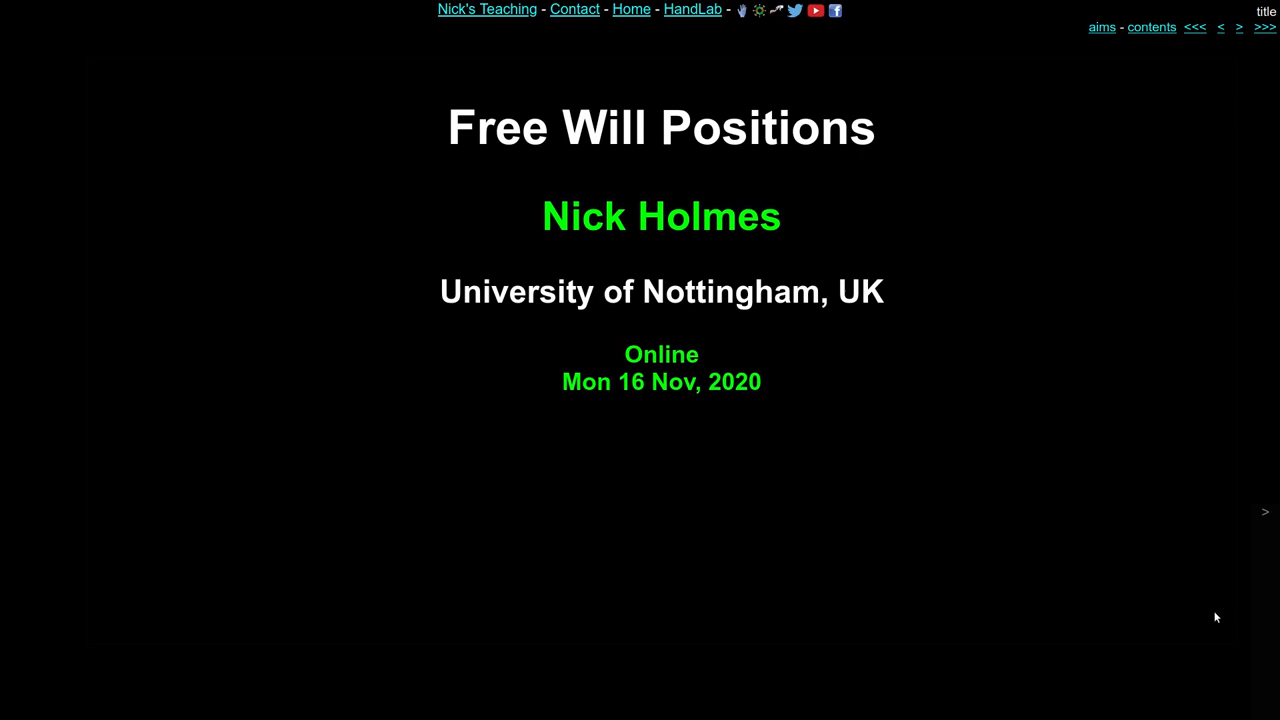 Nick's Teaching - Contact - Home - HandLab -
title
aims - contents <<< < > >>>
Free Will Positions
Nick Holmes
University of Nottingham, UK
Online
Mon 16 Nov, 2020
>